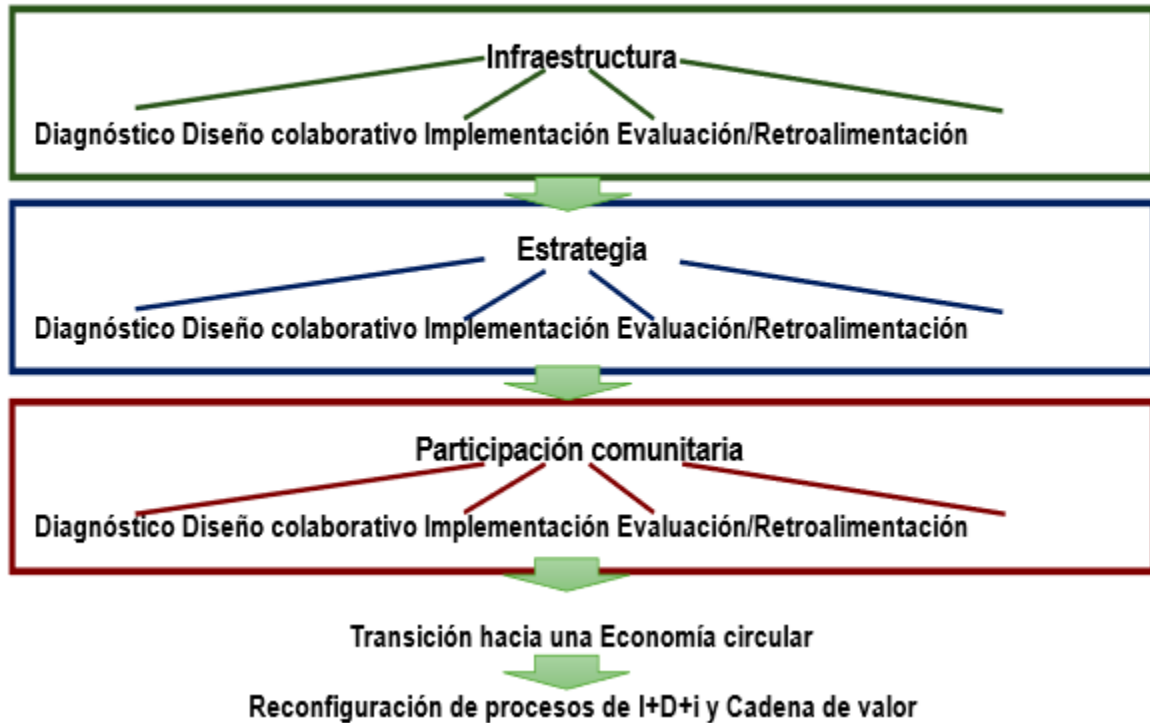 Infraestructura
Diagnóstico Diseño colaborativo Implementación Evaluación/Retroalimentación
Estrategia
Diagnóstico Diseño colaborativo Implementación Evaluación/Retroalimentación
Participación comunitaria
Diagnóstico Diseño colaborativo Implementación Evaluación/Retroalimentación
Transición hacia una Economía circular
Reconfiguración de procesos de I+D+i y Cadena de valor